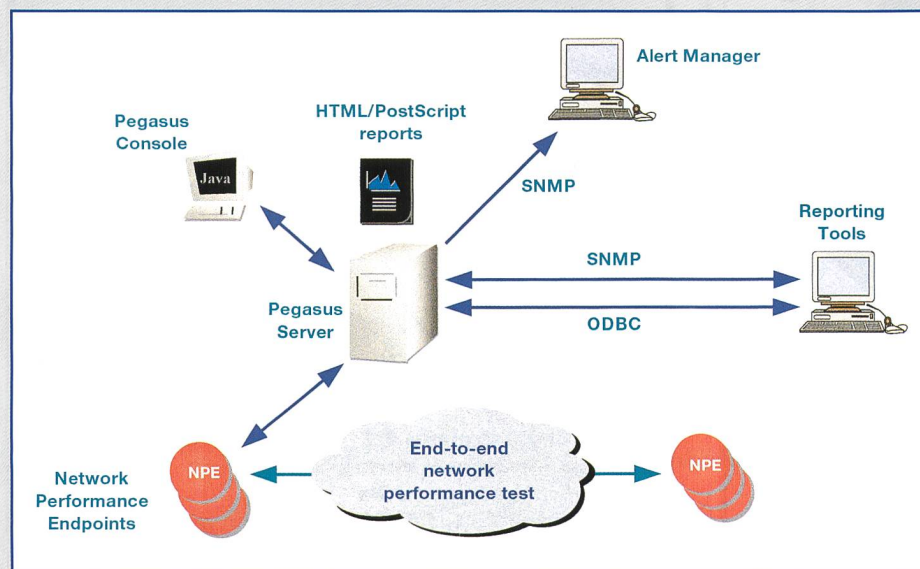 Alert Manager
HTML/PostScript
reports
Pegasus
Console
Java
SNMP
Reporting
Tools
SNMP
Pegasus
Server
ODBC
End-to-end
network
performance test
NPE
NPE
Network
Performance
Endpoints